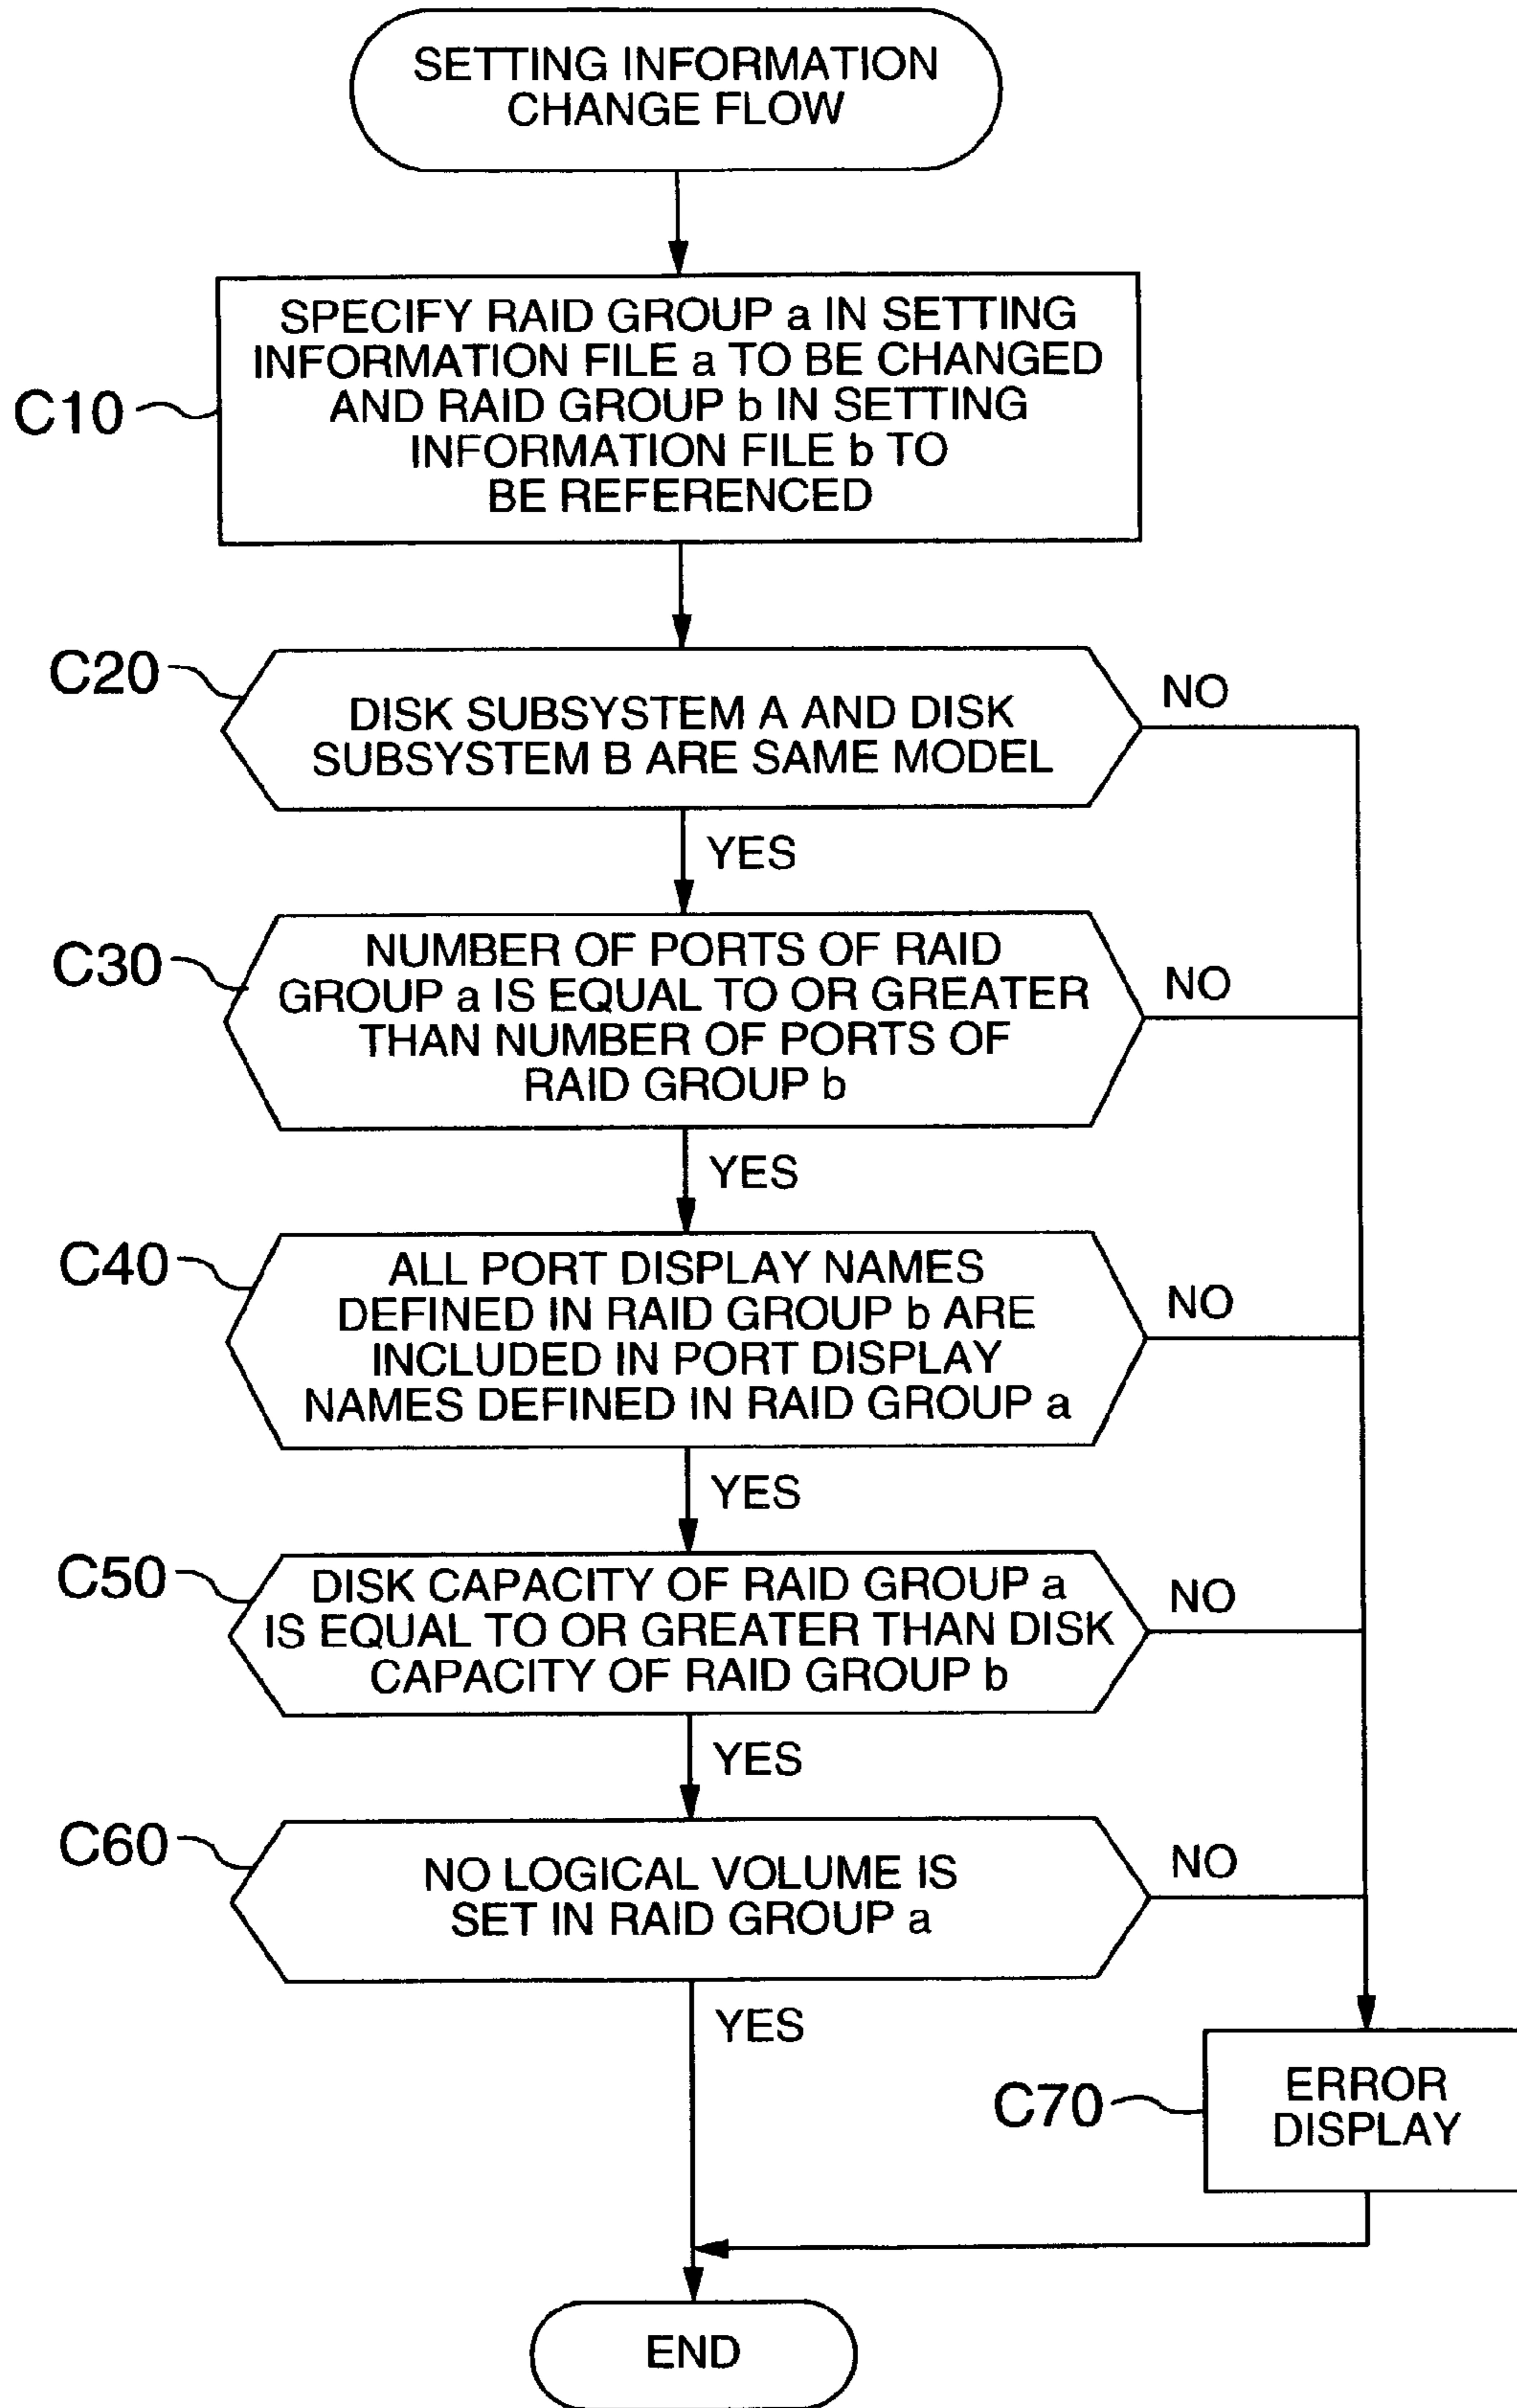 SETTING INFORMATION
CHANGE FLOW
C10
SPECIFY RAID GROUP a IN SETTING
INFORMATION FILE a TO BE CHANGED
AND RAID GROUP b IN SETTING
INFORMATION FILE b TO
BE REFERENCED
C20
DISK SUBSYSTEM A AND DISK
SUBSYSTEM B ARE SAME MODEL
NO
YES
C30
NUMBER OF PORTS OF RAID
GROUP a IS EQUAL TO OR GREATER
THAN NUMBER OF PORTS OF
RAID GROUP b
NO
YES
C40
ALL PORT DISPLAY NAMES
DEFINED IN RAID GROUP b ARE
INCLUDED IN PORT DISPLAY
NAMES DEFINED IN RAID GROUP a
NO
YES
C50
DISK CAPACITY OF RAID GROUP a
IS EQUAL TO OR GREATER THAN DISK
CAPACITY OF RAID GROUP b
NO
YES
C60
NO LOGICAL VOLUME IS
SET IN RAID GROUP a
NO
YES
C70
ERROR
DISPLAY
END